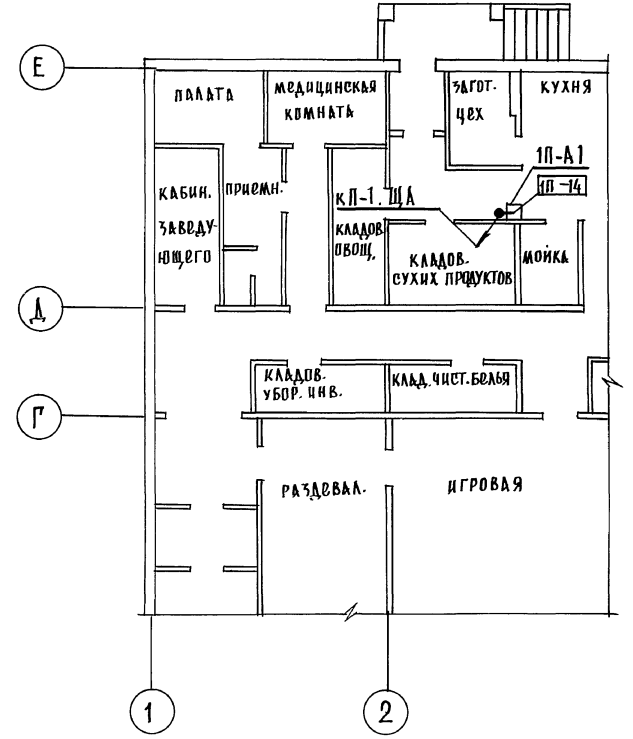 Е
ПАЛАТА
МЕДИЦИНСКАЯ
КОМНАТА
ЗАГОТ.
ЦЕХ
КУХНЯ
1П-А1
1П-14
КАБИН.
ЗАВЕДУ-
ЮЩЕГО
ПРИЕМН.
КП-1. ЩА
КЛАДОВ.
ОВОЩ.
КЛАДОВ.
СУХИХ ПРОДУКТОВ
МОЙКА
Д
КЛАДОВ.
УБОР. ИНВ.
КЛАД. ЧИСТ. БЕЛЬЯ
Г
РАЗДЕВАЛ.
ИГРОВАЯ
1
2